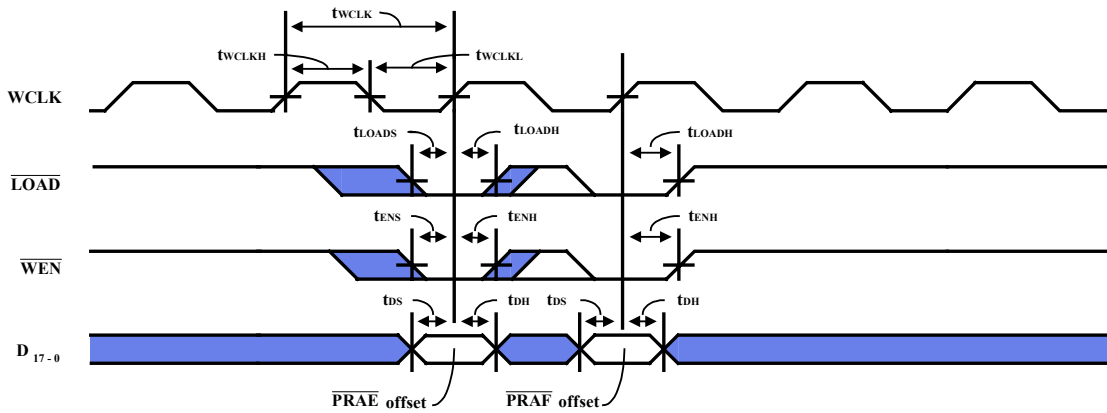 tWCLK
tWCLKH
tWCLKL
WCLK
tLOADS
tLOADH
tLOADH
LOAD
tENS
tENH
tENH
WEN
tDS
tDH
tDS
tDH
D 17 - 0
PRAE offset
PRAF offset